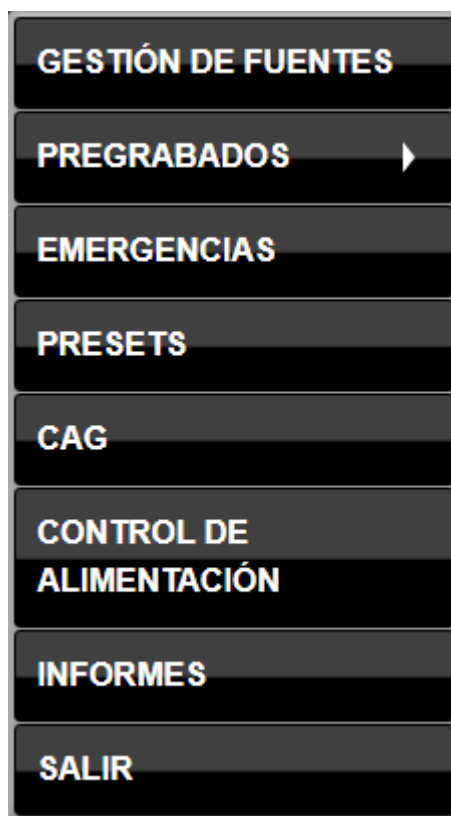 GESTIÓN DE FUENTES
PREGRABADOS
EMERGENCIAS
PRESETS
CAG
CONTROL DE
ALIMENTACIÓN
INFORMES
SALIR